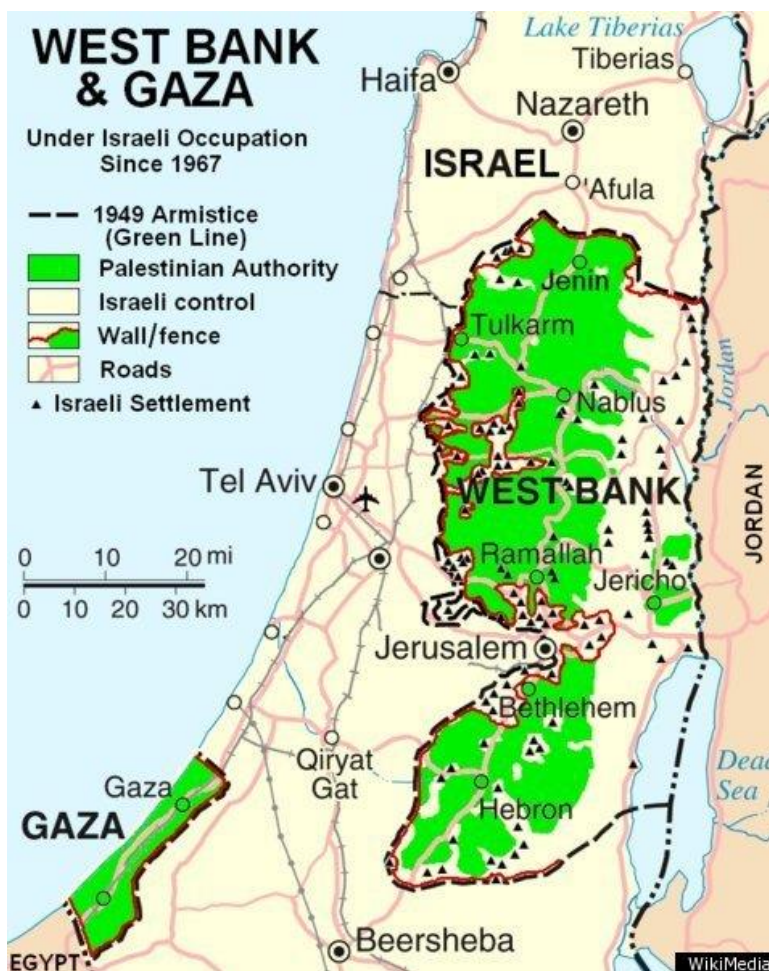 WEST BANK
& GAZA
Under Israeli Occupation
Since 1967
1949 Armistice
(Green Line)
Palestinian Authority
Israeli control
Wall/fence
Roads
Israeli Settlement
0 10 20 mi
0 10 20 30 km
Lake Tiberias
Tiberias
Haifa
Nazareth
ISRAEL
'Afula
Jenin
Tulkarm
Nablus
Jordan
Tel Aviv
WEST BANK
JORDAN
Ramallah
Jericho
Jerusalem
Bethlehem
Qiryat
Gat
Dead
Sea
Hebron
Gaza
GAZA
Beersheba
EGYPT
WikiMedia